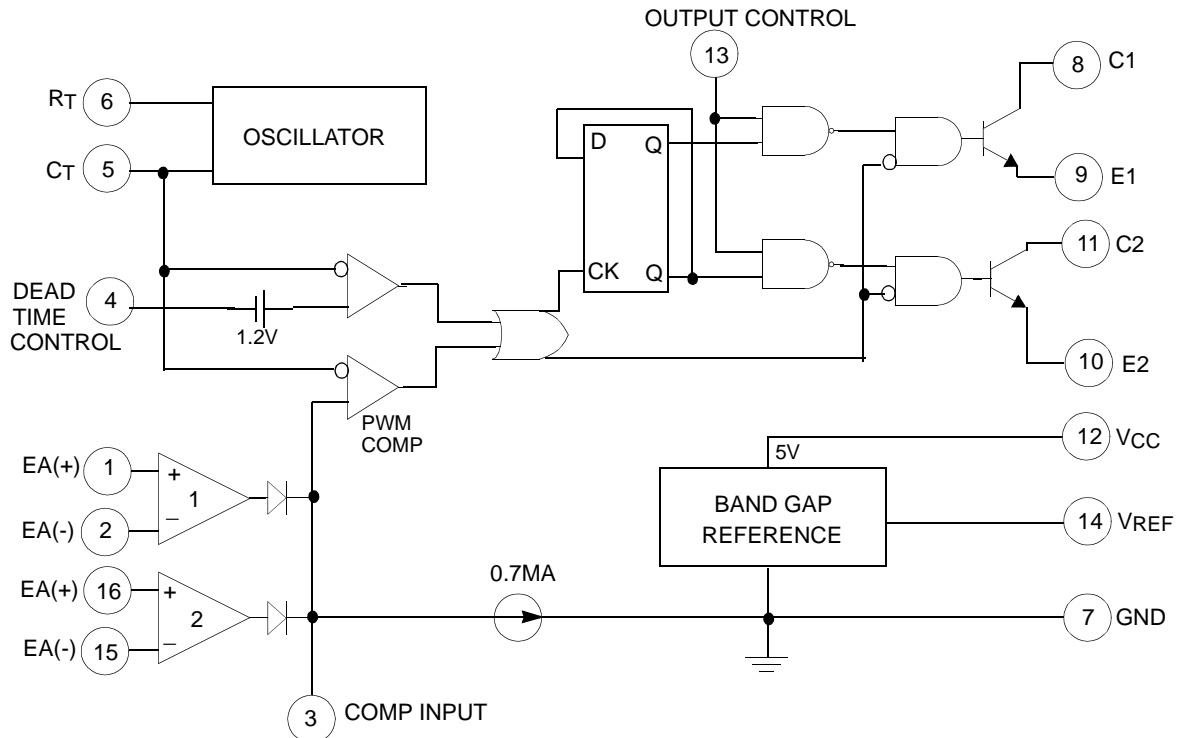 OUTPUT CONTROL
13
8 C1
RT 6
OSCILLATOR
D Q
CT 5
9 E1
11 C2
CK Q
DEAD
TIME
CONTROL
4
1.2V
10 E2
PWM
COMP
12 VCC
5V
EA(+) 1
+
1
EA(-) 2
–
BAND GAP
REFERENCE
14 VREF
EA(+) 16
+
2
EA(-) 15
–
0.7MA
7 GND
3 COMP INPUT